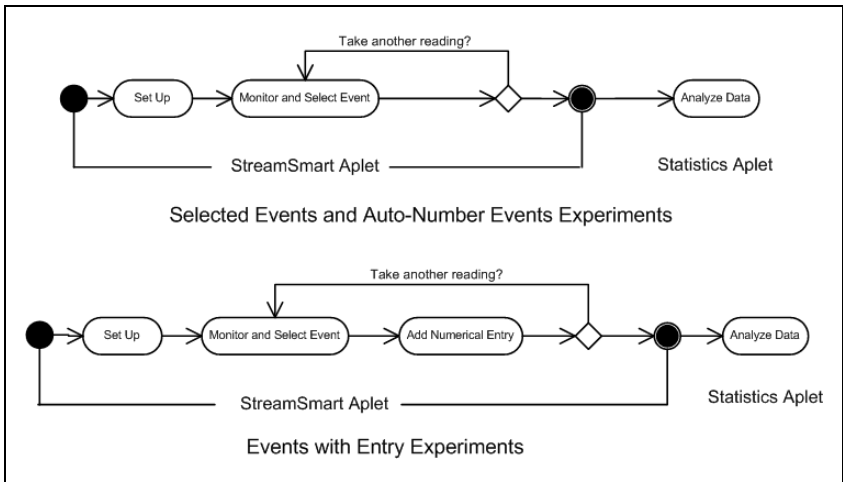 Take another reading?
Set Up
Monitor and Select Event
Analyze Data
StreamSmart Aplet
Statistics Aplet
Selected Events and Auto-Number Events Experiments
Take another reading?
Set Up
Monitor and Select Event
Add Numerical Entry
Analyze Data
StreamSmart Aplet
Statistics Aplet
Events with Entry Experiments